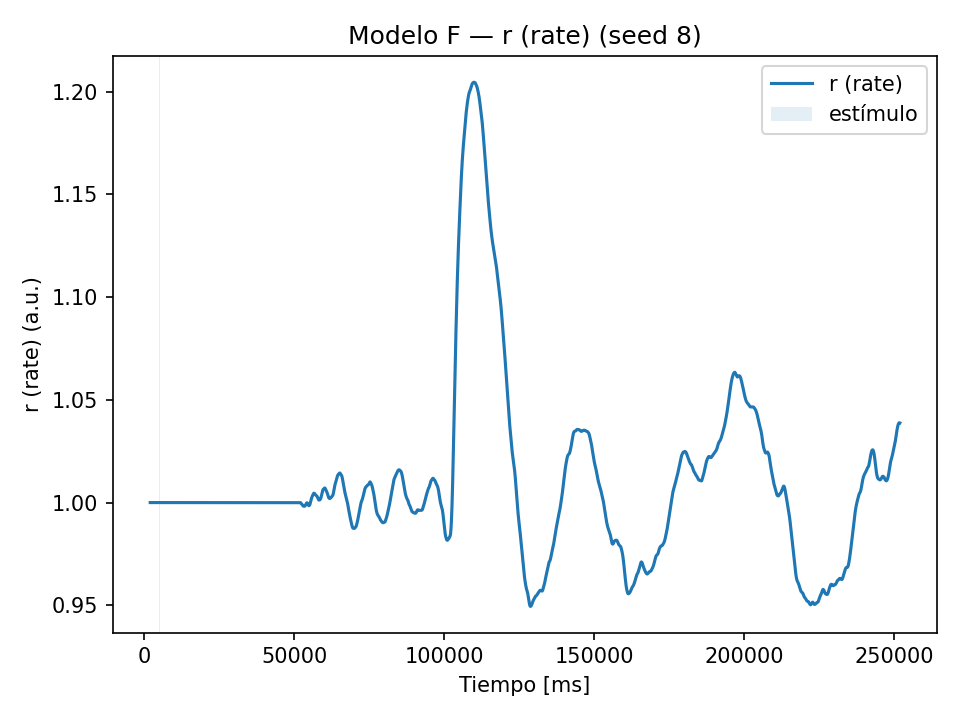 Modelo F — r (rate) (seed 8)
r (rate)
estímulo
1.20
1.15
1.10
1.05
1.00
0.95
r (rate) (a.u.)
0 50000 100000 150000 200000 250000
Tiempo [ms]